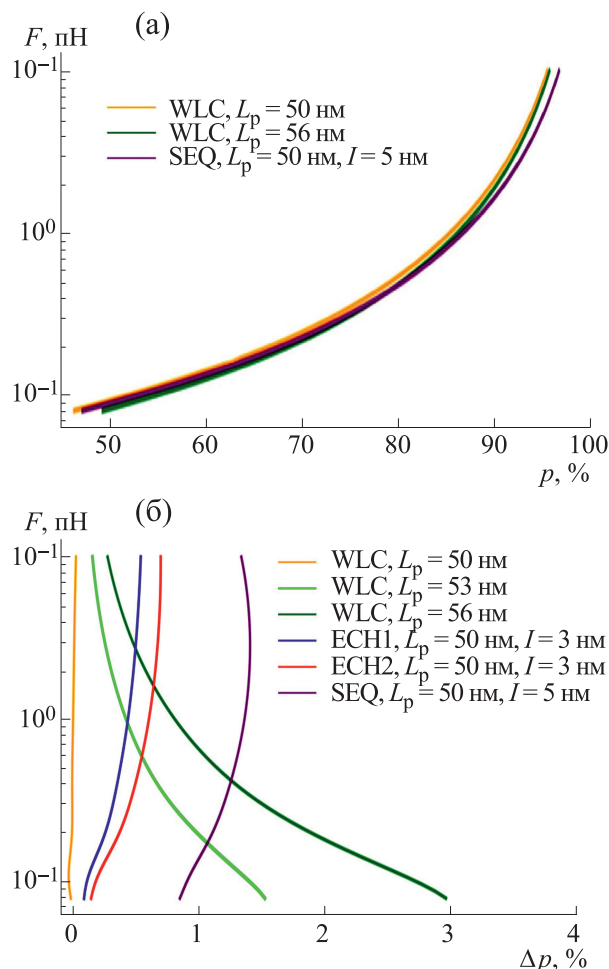 (а)
F, пН
10⁻¹
WLC, Lₚ = 50 нм
WLC, Lₚ = 56 нм
SEQ, Lₚ = 50 нм, I = 5 нм
10⁰
10⁻¹
50 60 70 80 90 100
p, %
(б)
F, пН
10⁻¹
WLC, Lₚ = 50 нм
WLC, Lₚ = 53 нм
WLC, Lₚ = 56 нм
ECH1, Lₚ = 50 нм, I = 3 нм
ECH2, Lₚ = 50 нм, I = 3 нм
SEQ, Lₚ = 50 нм, I = 5 нм
10⁰
10⁻¹
0 1 2 3 4
Δp, %